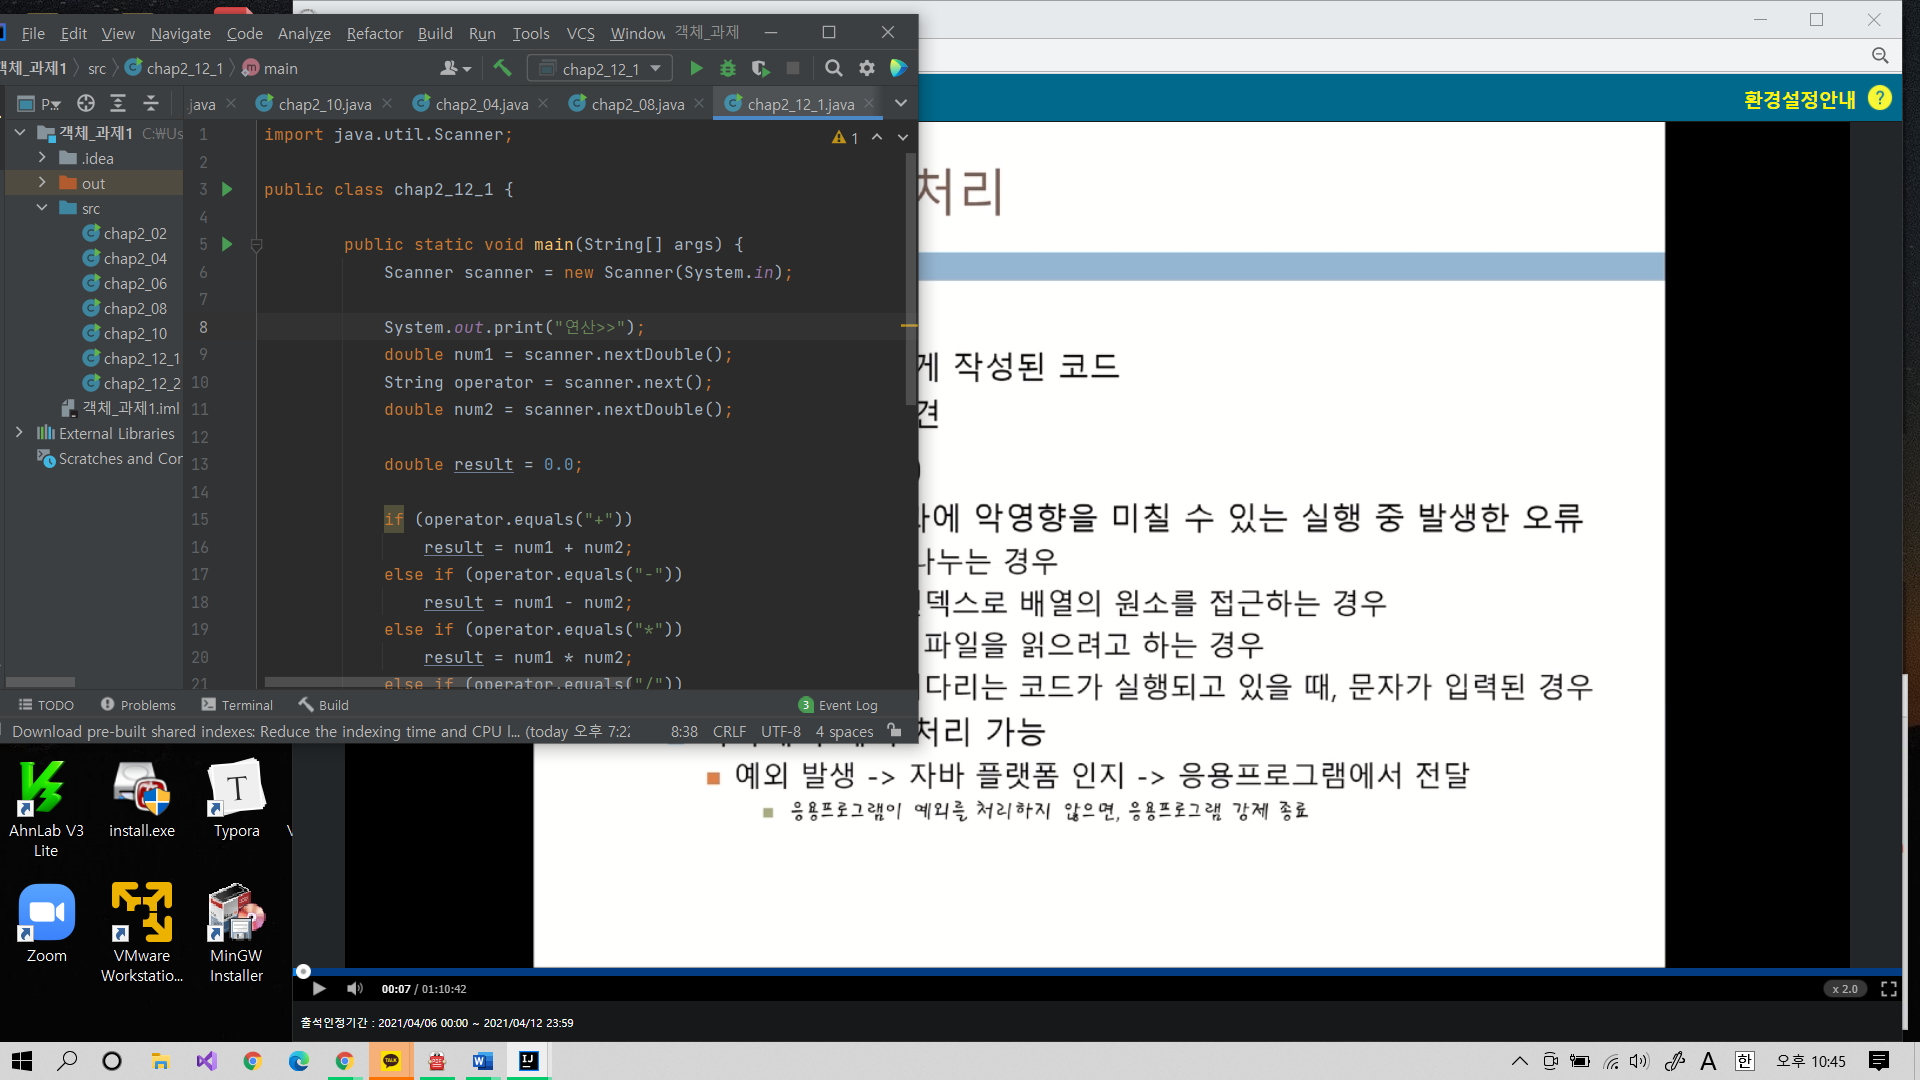 File Edit View Navigate Code Analyze Refactor Build Run Tools VCS Window 객체_과제
객체_과제1 src chap2_12_1 main
chap2_12_1
환경설정안내 ?
java chap2_10.java chap2_04.java chap2_08.java chap2_12_1.java
객체_과제1 C:₩Us
.idea
out
src
chap2_02
chap2_04
chap2_06
chap2_08
chap2_10
chap2_12_1
chap2_12_2
객체_과제1.iml
External Libraries
Scratches and Cor
1 import java.util.Scanner;
2
3 public class chap2_12_1 {
4
5 public static void main(String[] args) {
6 Scanner scanner = new Scanner(System.in);
7
8 System.out.print("연산>>");
9 double num1 = scanner.nextDouble();
10 String operator = scanner.next();
11 double num2 = scanner.nextDouble();
12
13 double result = 0.0;
14
15 if (operator.equals("+"))
16 result = num1 + num2;
17 else if (operator.equals("-"))
18 result = num1 - num2;
19 else if (operator.equals("*"))
20 result = num1 * num2;
21 else if (operator.equals("/"))
1
TODO Problems Terminal Build 3 Event Log
Download pre-built shared indexes: Reduce the indexing time and CPU l... (today 오후 7:22 8:38 CRLF UTF-8 4 spaces
처리
게 작성된 코드
견
)
과에 악영향을 미칠 수 있는 실행 중 발생한 오류
나누는 경우
인덱스로 배열의 원소를 접근하는 경우
파일을 읽으려고 하는 경우
다리는 코드가 실행되고 있을 때, 문자가 입력된 경우
처리 가능
예외 발생 -> 자바 플랫폼 인지 -> 응용프로그램에서 전달
응용프로그램이 예외를 처리하지 않으면, 응용프로그램 강제 종료
00:07 / 01:10:42
x 2.0
출석인정기간 : 2021/04/06 00:00 ~ 2021/04/12 23:59
AhnLab V3 Lite
install.exe
Typora
Zoom
VMware Workstatio...
MinGW Installer
TALK
A 한 오후 10:45